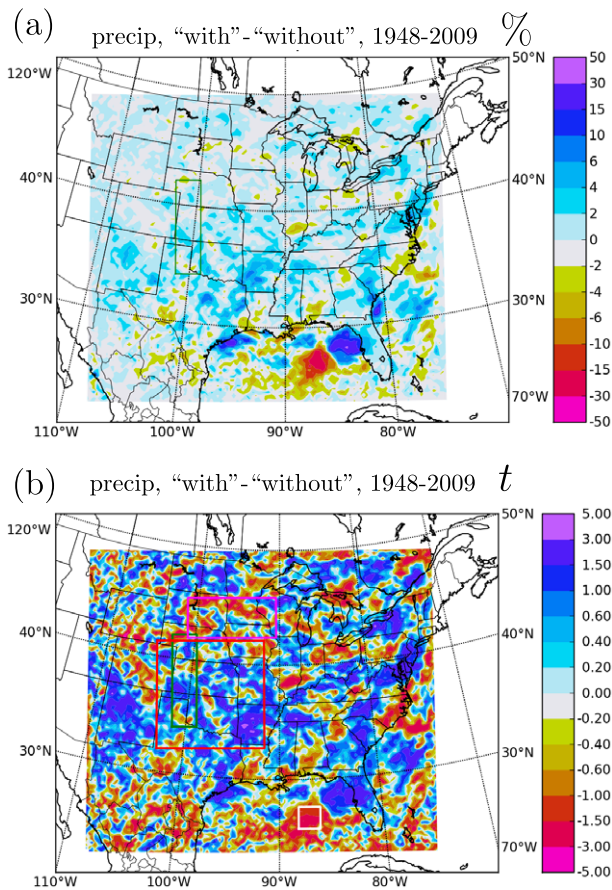 (a) precip, “with”-“without”, 1948-2009 %
120°W
50°N
40°N
40°N
30°N
30°N
70°W
110°W
100°W
90°W
80°W
50
30
15
10
6
4
2
0
-2
-4
-6
-10
-15
-30
-50
(b) precip, “with”-“without”, 1948-2009 t
120°W
50°N
40°N
40°N
30°N
30°N
70°W
110°W
100°W
90°W
80°W
5.00
3.00
1.50
1.00
0.60
0.40
0.20
0.00
-0.20
-0.40
-0.60
-1.00
-1.50
-3.00
-5.00